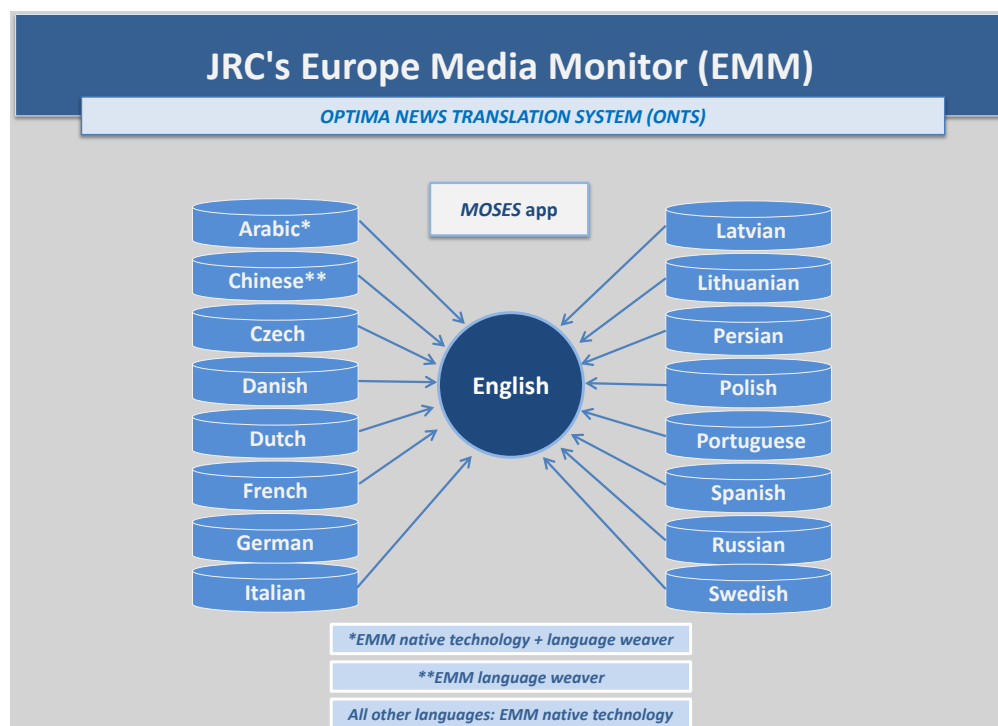 JRC's Europe Media Monitor (EMM)
OPTIMA NEWS TRANSLATION SYSTEM (ONTS)
MOSES app
Arabic*
Chinese**
Czech
Danish
Dutch
French
German
Italian
English
Latvian
Lithuanian
Persian
Polish
Portuguese
Spanish
Russian
Swedish
*EMM native technology + language weaver
**EMM language weaver
All other languages: EMM native technology